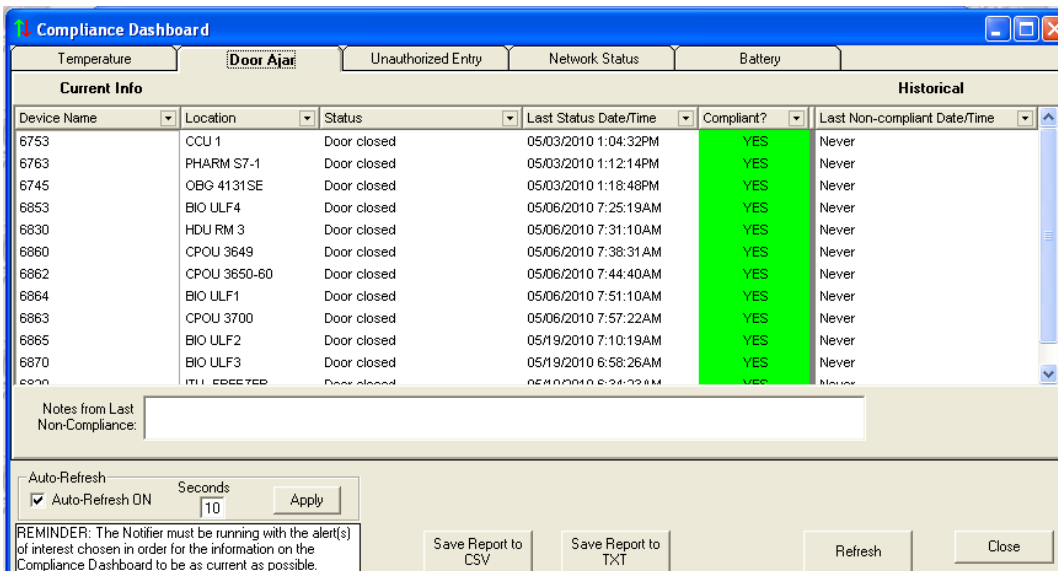 Compliance Dashboard
Temperature Door Ajar Unauthorized Entry Network Status Battery
Current Info Historical
Device Name Location Status Last Status Date/Time Compliant? Last Non-compliant Date/Time
6753 CCU 1 Door closed 05/03/2010 1:04:32PM YES Never
6763 PHARM S7-1 Door closed 05/03/2010 1:12:14PM YES Never
6745 OBG 4131SE Door closed 05/03/2010 1:18:48PM YES Never
6853 BIO ULF4 Door closed 05/06/2010 7:25:19AM YES Never
6830 HDU RM 3 Door closed 05/06/2010 7:31:10AM YES Never
6860 CPOU 3649 Door closed 05/06/2010 7:38:31AM YES Never
6862 CPOU 3650-60 Door closed 05/06/2010 7:44:40AM YES Never
6864 BIO ULF1 Door closed 05/06/2010 7:51:10AM YES Never
6863 CPOU 3700 Door closed 05/06/2010 7:57:22AM YES Never
6865 BIO ULF2 Door closed 05/19/2010 7:10:19AM YES Never
6870 BIO ULF3 Door closed 05/19/2010 6:58:26AM YES Never
Door closed YES Never
Notes from Last
Non-Compliance:
Auto-Refresh
Auto-Refresh ON Seconds
10 Apply
REMINDER: The Notifier must be running with the alert(s)
of interest chosen in order for the information on the
Compliance Dashboard to be as current as possible.
Save Report to
CSV
Save Report to
TXT
Refresh
Close